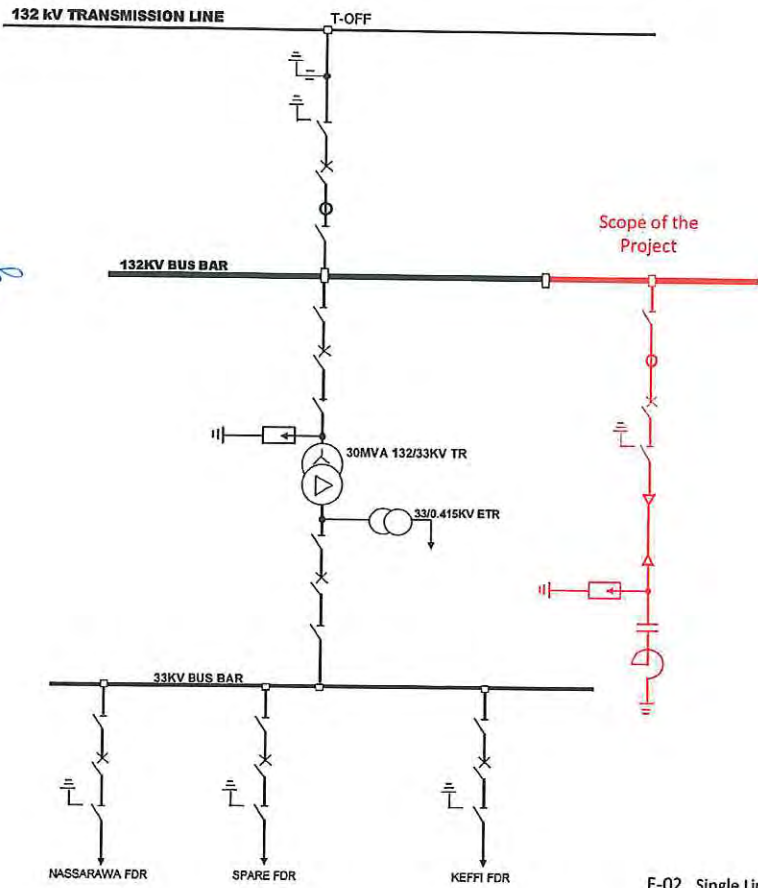 132 kV TRANSMISSION LINE
T-OFF
Scope of the
Project
132KV BUS BAR
30MVA 132/33KV TR
33/0.415KV ETR
33KV BUS BAR
NASSARAWA FDR
SPARE FDR
KEFFI FDR